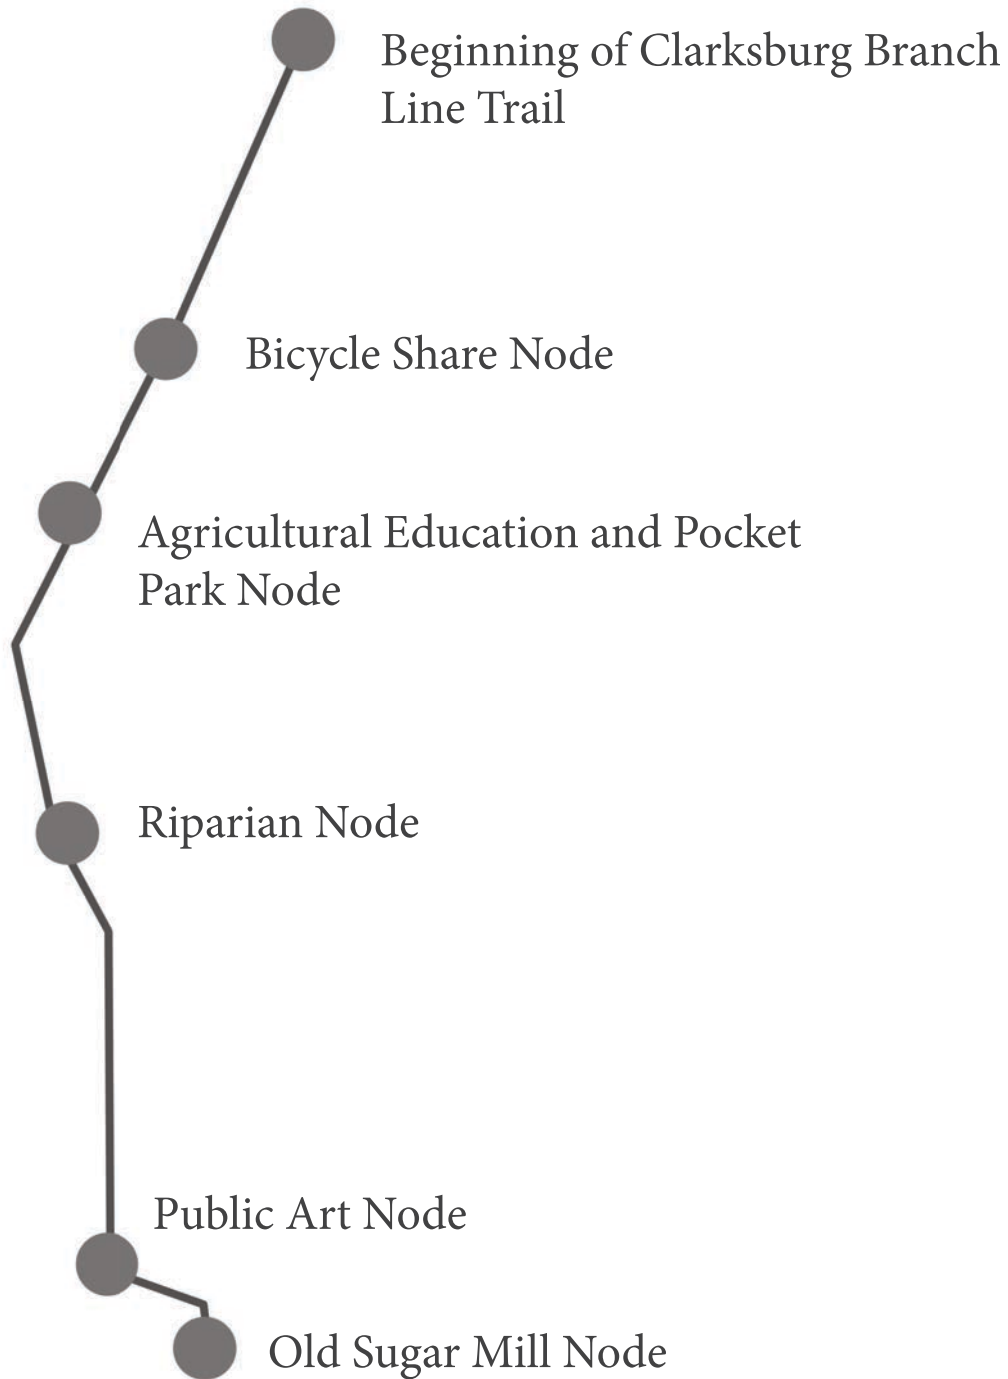 Beginning of Clarksburg Branch
Line Trail
Bicycle Share Node
Agricultural Education and Pocket
Park Node
Riparian Node
Public Art Node
Old Sugar Mill Node